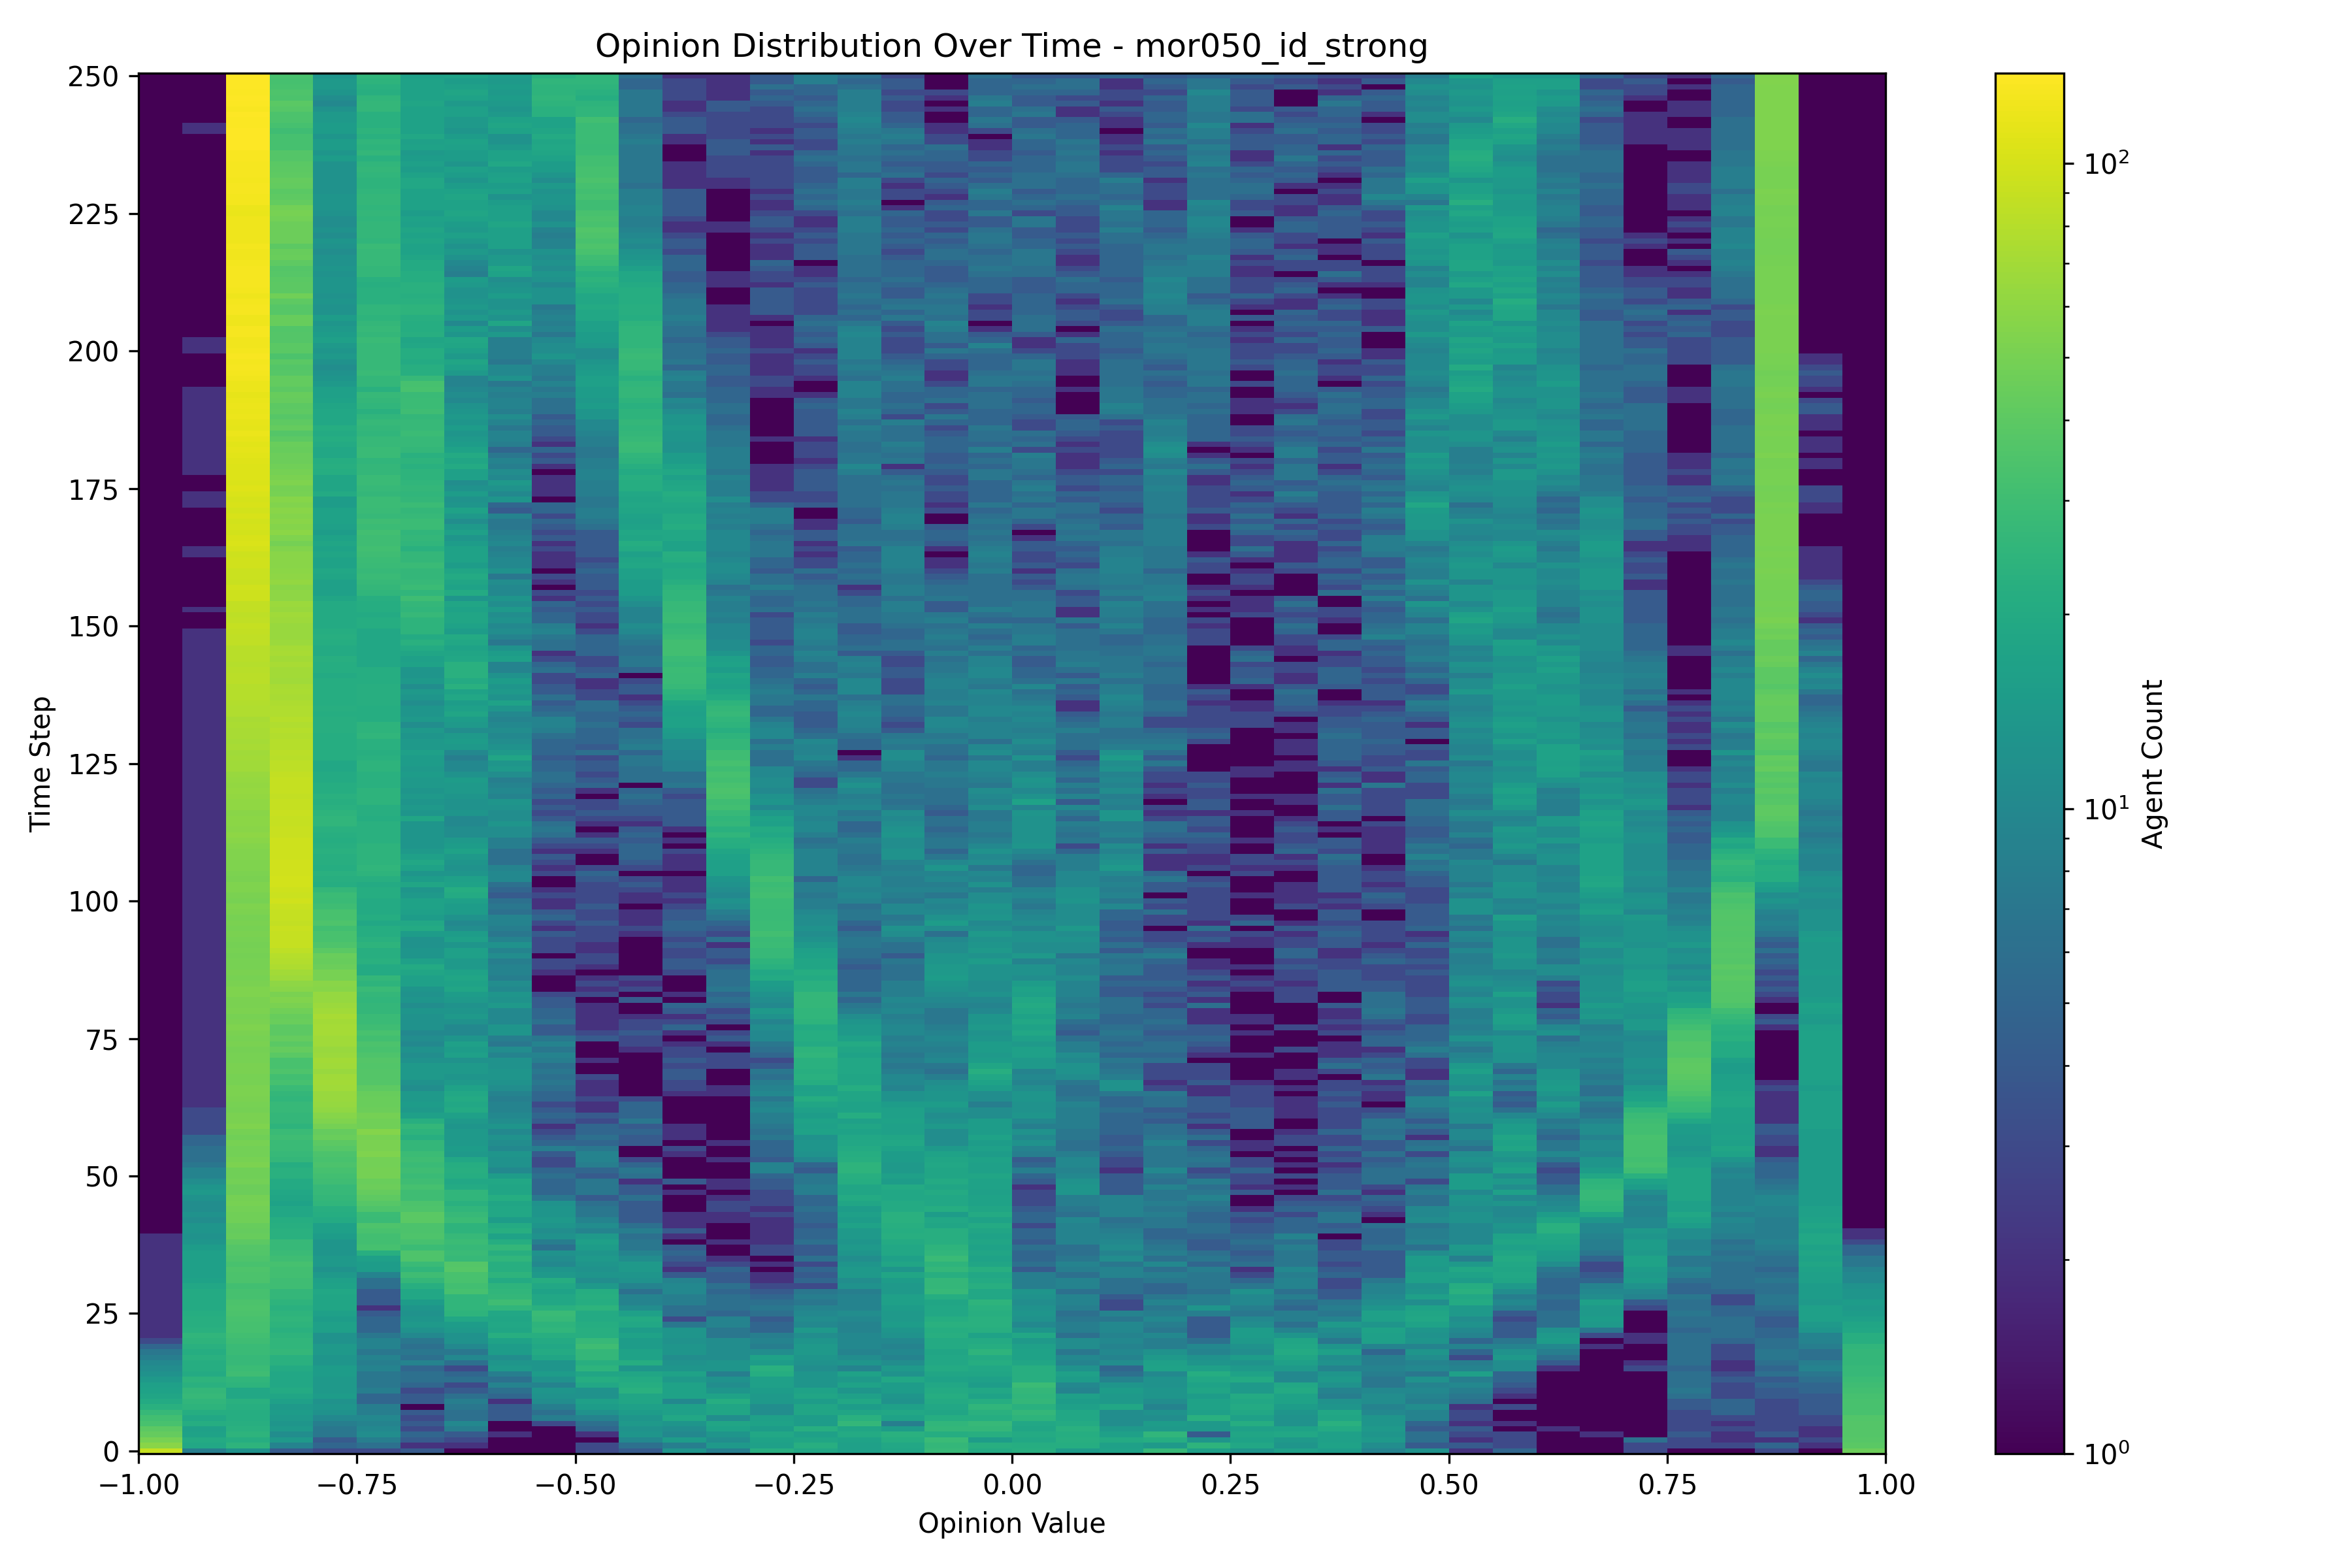 Opinion Distribution Over Time - mor050_id_strong
250
225
200
175
150
125
100
75
50
25
0
Time Step
−1.00 −0.75 −0.50 −0.25 0.00 0.25 0.50 0.75 1.00
Opinion Value
10²
10¹
10⁰
Agent Count